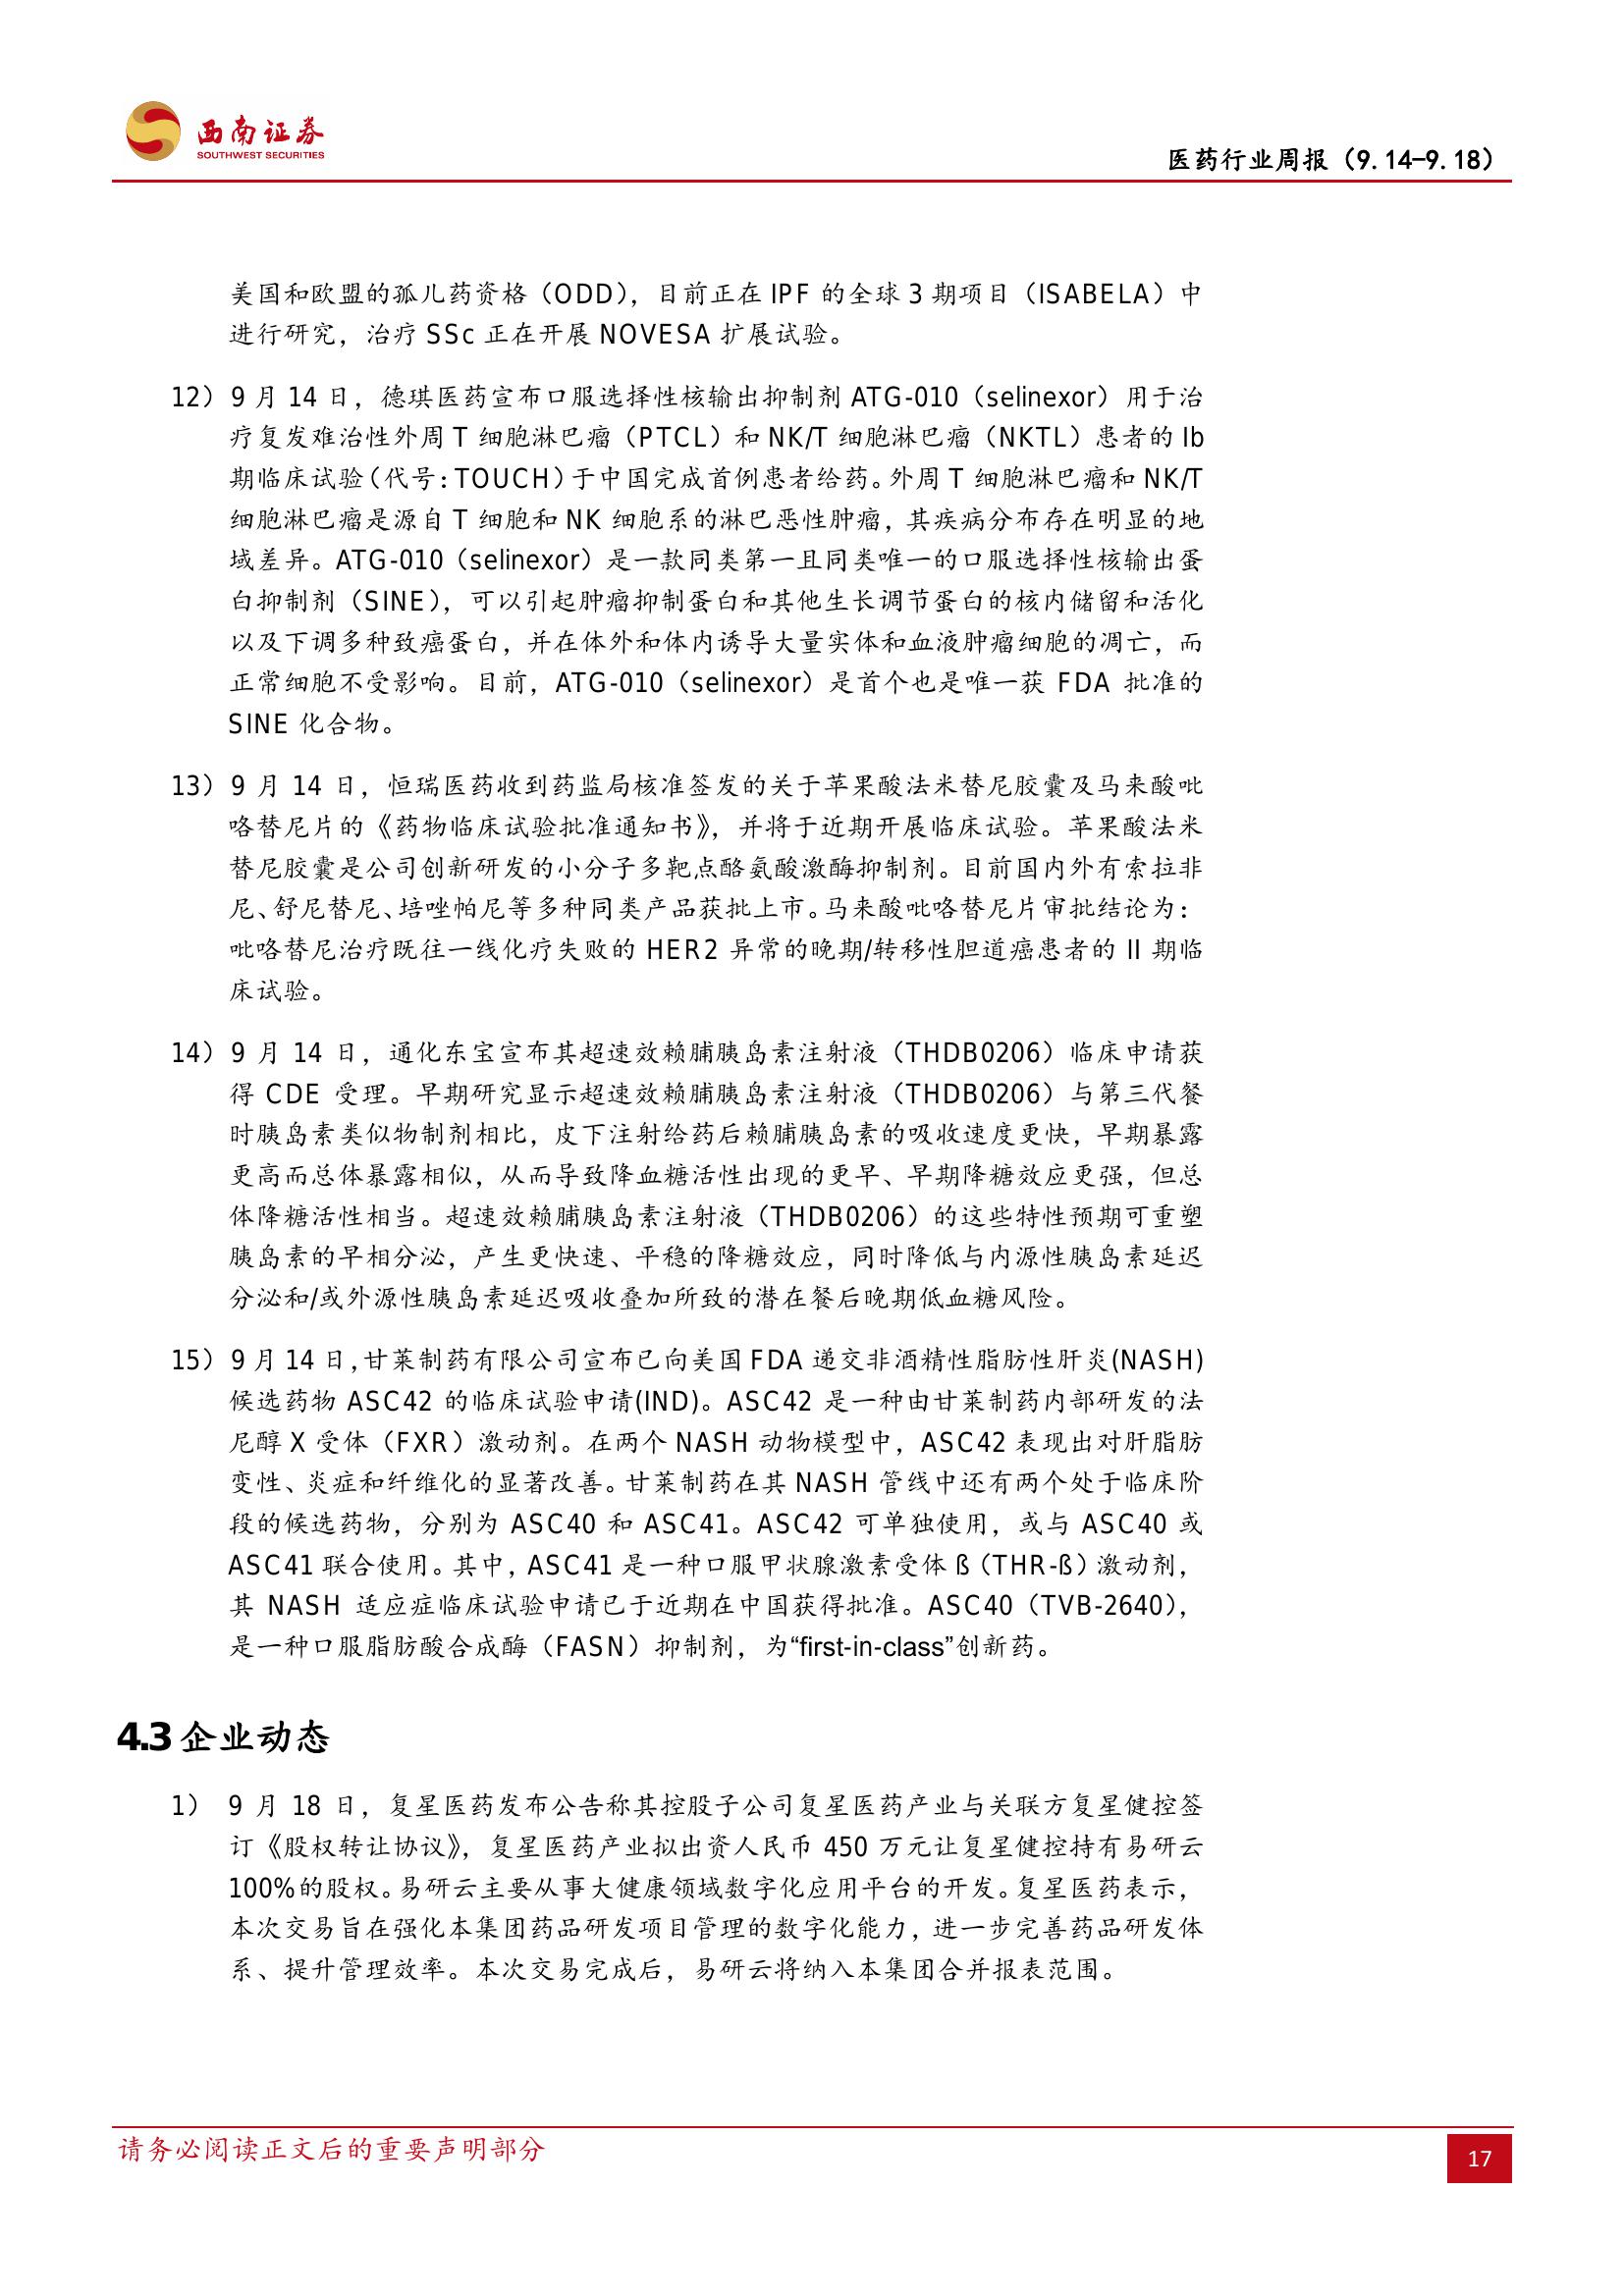 西南证券
SOUTHWEST SECURITIES
医药行业周报（9.14-9.18）
美国和欧盟的孤儿药资格（ODD），目前正在 IPF 的全球 3 期项目（ISABELA）中
进行研究，治疗 SSc 正在开展 NOVESA 扩展试验。
12）9 月 14 日，德琪医药宣布口服选择性核输出抑制剂 ATG-010（selinexor）用于治
疗复发难治性外周 T 细胞淋巴瘤（PTCL）和 NK/T 细胞淋巴瘤（NKTL）患者的 Ib
期临床试验（代号：TOUCH）于中国完成首例患者给药。外周 T 细胞淋巴瘤和 NK/T
细胞淋巴瘤是源自 T 细胞和 NK 细胞系的淋巴恶性肿瘤，其疾病分布存在明显的地
域差异。ATG-010（selinexor）是一款同类第一且同类唯一的口服选择性核输出蛋
白抑制剂（SINE），可以引起肿瘤抑制蛋白和其他生长调节蛋白的核内储留和活化
以及下调多种致癌蛋白，并在体外和体内诱导大量实体和血液肿瘤细胞的凋亡，而
正常细胞不受影响。目前，ATG-010（selinexor）是首个也是唯一获 FDA 批准的
SINE 化合物。
13）9 月 14 日，恒瑞医药收到药监局核准签发的关于苹果酸法米替尼胶囊及马来酸吡
咯替尼片的《药物临床试验批准通知书》，并将于近期开展临床试验。苹果酸法米
替尼胶囊是公司创新研发的小分子多靶点酪氨酸激酶抑制剂。目前国内外有索拉非
尼、舒尼替尼、培唑帕尼等多种同类产品获批上市。马来酸吡咯替尼片审批结论为：
吡咯替尼治疗既往一线化疗失败的 HER2 异常的晚期/转移性胆道癌患者的 II 期临
床试验。
14）9 月 14 日，通化东宝宣布其超速效赖脯胰岛素注射液（THDB0206）临床申请获
得 CDE 受理。早期研究显示超速效赖脯胰岛素注射液（THDB0206）与第三代餐
时胰岛素类似物制剂相比，皮下注射给药后赖脯胰岛素的吸收速度更快，早期暴露
更高而总体暴露相似，从而导致降血糖活性出现的更早、早期降糖效应更强，但总
体降糖活性相当。超速效赖脯胰岛素注射液（THDB0206）的这些特性预期可重塑
胰岛素的早相分泌，产生更快速、平稳的降糖效应，同时降低与内源性胰岛素延迟
分泌和/或外源性胰岛素延迟吸收叠加所致的潜在餐后晚期低血糖风险。
15）9 月 14 日,甘莱制药有限公司宣布已向美国 FDA 递交非酒精性脂肪性肝炎(NASH)
候选药物 ASC42 的临床试验申请(IND)。ASC42 是一种由甘莱制药内部研发的法
尼醇 X 受体（FXR）激动剂。在两个 NASH 动物模型中，ASC42 表现出对肝脂肪
变性、炎症和纤维化的显著改善。甘莱制药在其 NASH 管线中还有两个处于临床阶
段的候选药物，分别为 ASC40 和 ASC41。ASC42 可单独使用，或与 ASC40 或
ASC41 联合使用。其中，ASC41 是一种口服甲状腺激素受体 ß（THR-ß）激动剂，
其 NASH 适应症临床试验申请已于近期在中国获得批准。ASC40（TVB-2640），
是一种口服脂肪酸合成酶（FASN）抑制剂，为“first-in-class”创新药。
4.3 企业动态
1） 9 月 18 日，复星医药发布公告称其控股子公司复星医药产业与关联方复星健控签
订《股权转让协议》，复星医药产业拟出资人民币 450 万元让复星健控持有易研云
100%的股权。易研云主要从事大健康领域数字化应用平台的开发。复星医药表示，
本次交易旨在强化本集团药品研发项目管理的数字化能力，进一步完善药品研发体
系、提升管理效率。本次交易完成后，易研云将纳入本集团合并报表范围。
请务必阅读正文后的重要声明部分
17